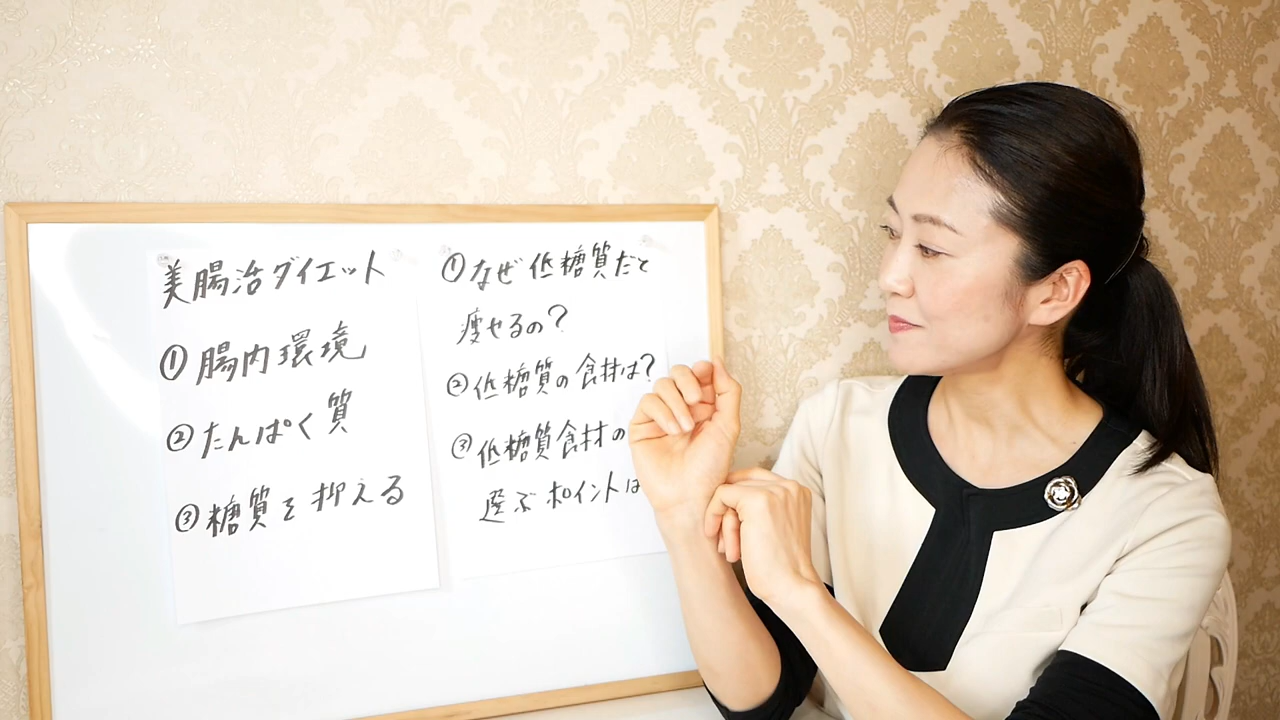 美腸治ダイエット
①腸内環境
②たんぱく質
③糖質を抑える
①なぜ低糖質だと
痩せるの？
②低糖質の食材は？
③低糖質食材の
選ぶポイントは